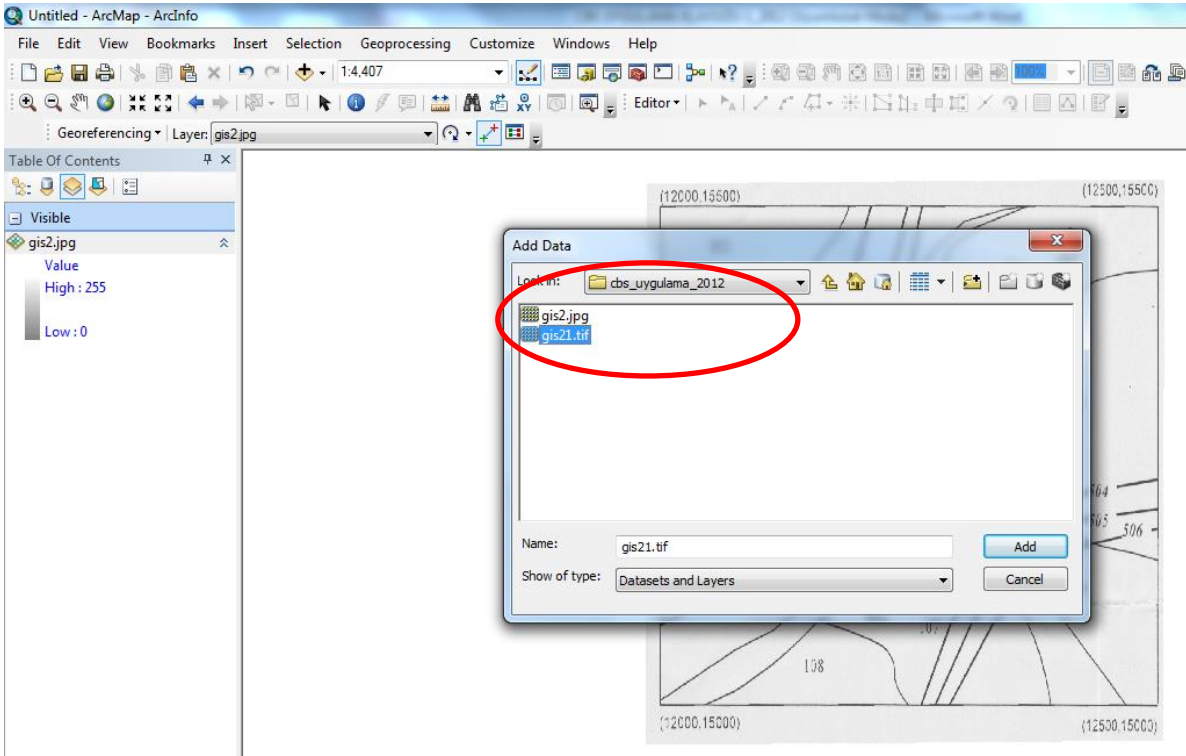 Untitled - ArcMap - ArcInfo
File Edit View Bookmarks Insert Selection Geoprocessing Customize Windows Help
1:4,407
100%
Editor
Georeferencing Layer: gis2.jpg
Table Of Contents
Visible
gis2.jpg
Value
High : 255
Low : 0
(12000,15500)
(12500,15500)
Add Data
Look in: cbs_uygulama_2012
gis2.jpg
gis21.tif
Name: gis21.tif
Add
Show of type: Datasets and Layers
Cancel
504
505
506
108
(12000,15000)
(12500,15000)